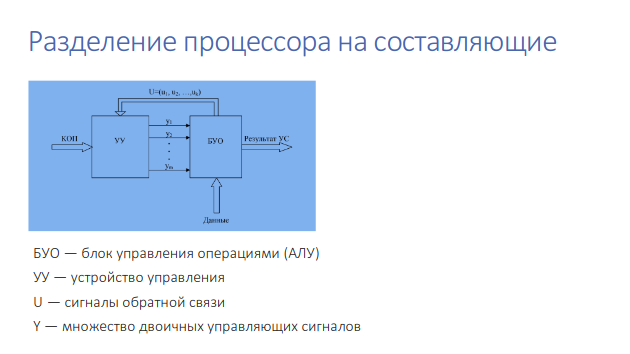 Разделение процессора на составляющие
U=(u1, u2, …,uk)
КОП
УУ
y1
y2
.
.
.
ym
БУО
Результат УС
Данные
БУО — блок управления операциями (АЛУ)
УУ — устройство управления
U — сигналы обратной связи
Y — множество двоичных управляющих сигналов